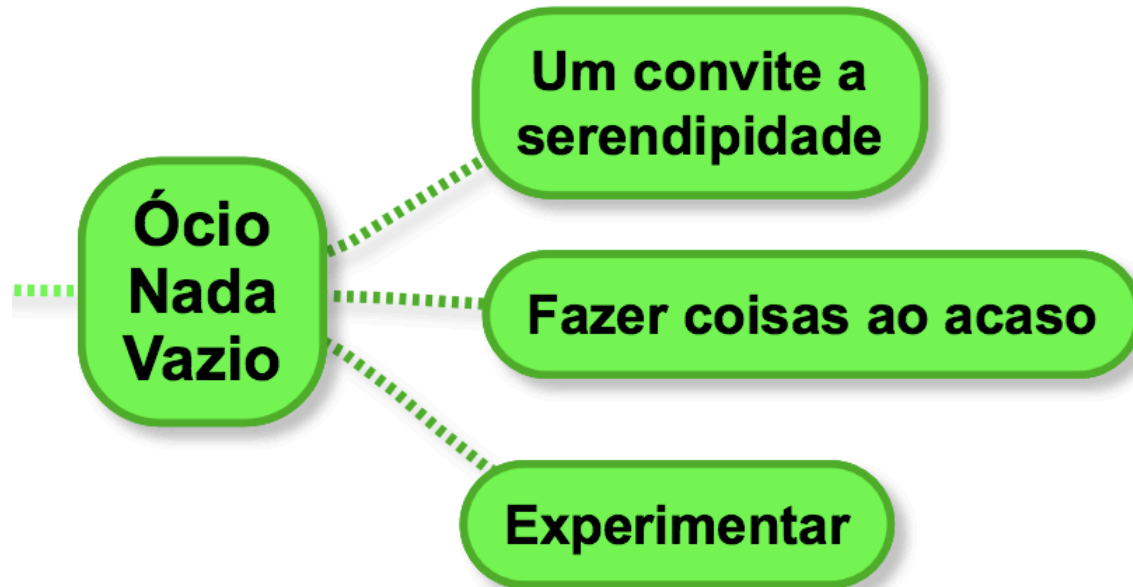 Um convite a
serendipidade
Ócio
Nada
Vazio
Fazer coisas ao acaso
Experimentar